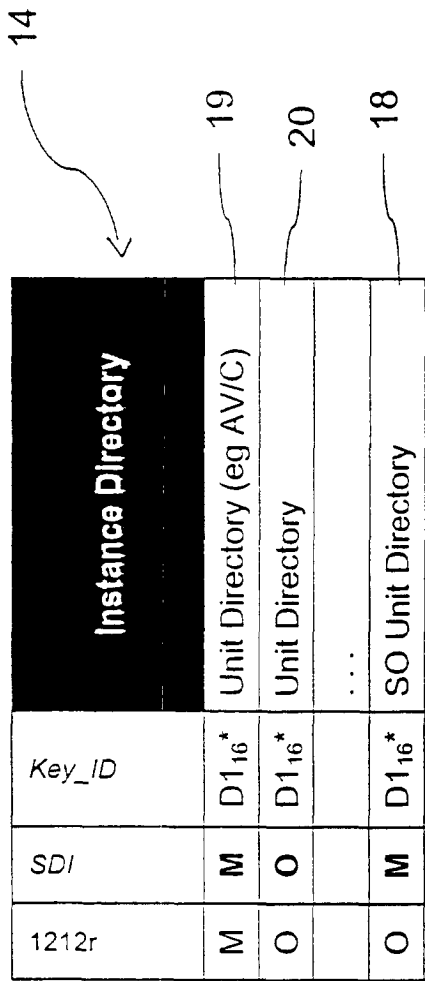 14
1212r SDI Key_ID Instance Directory
M M D1₁₆* Unit Directory (eg AV/C) 19
O O D1₁₆* Unit Directory 20
...
O M D1₁₆* SO Unit Directory 18